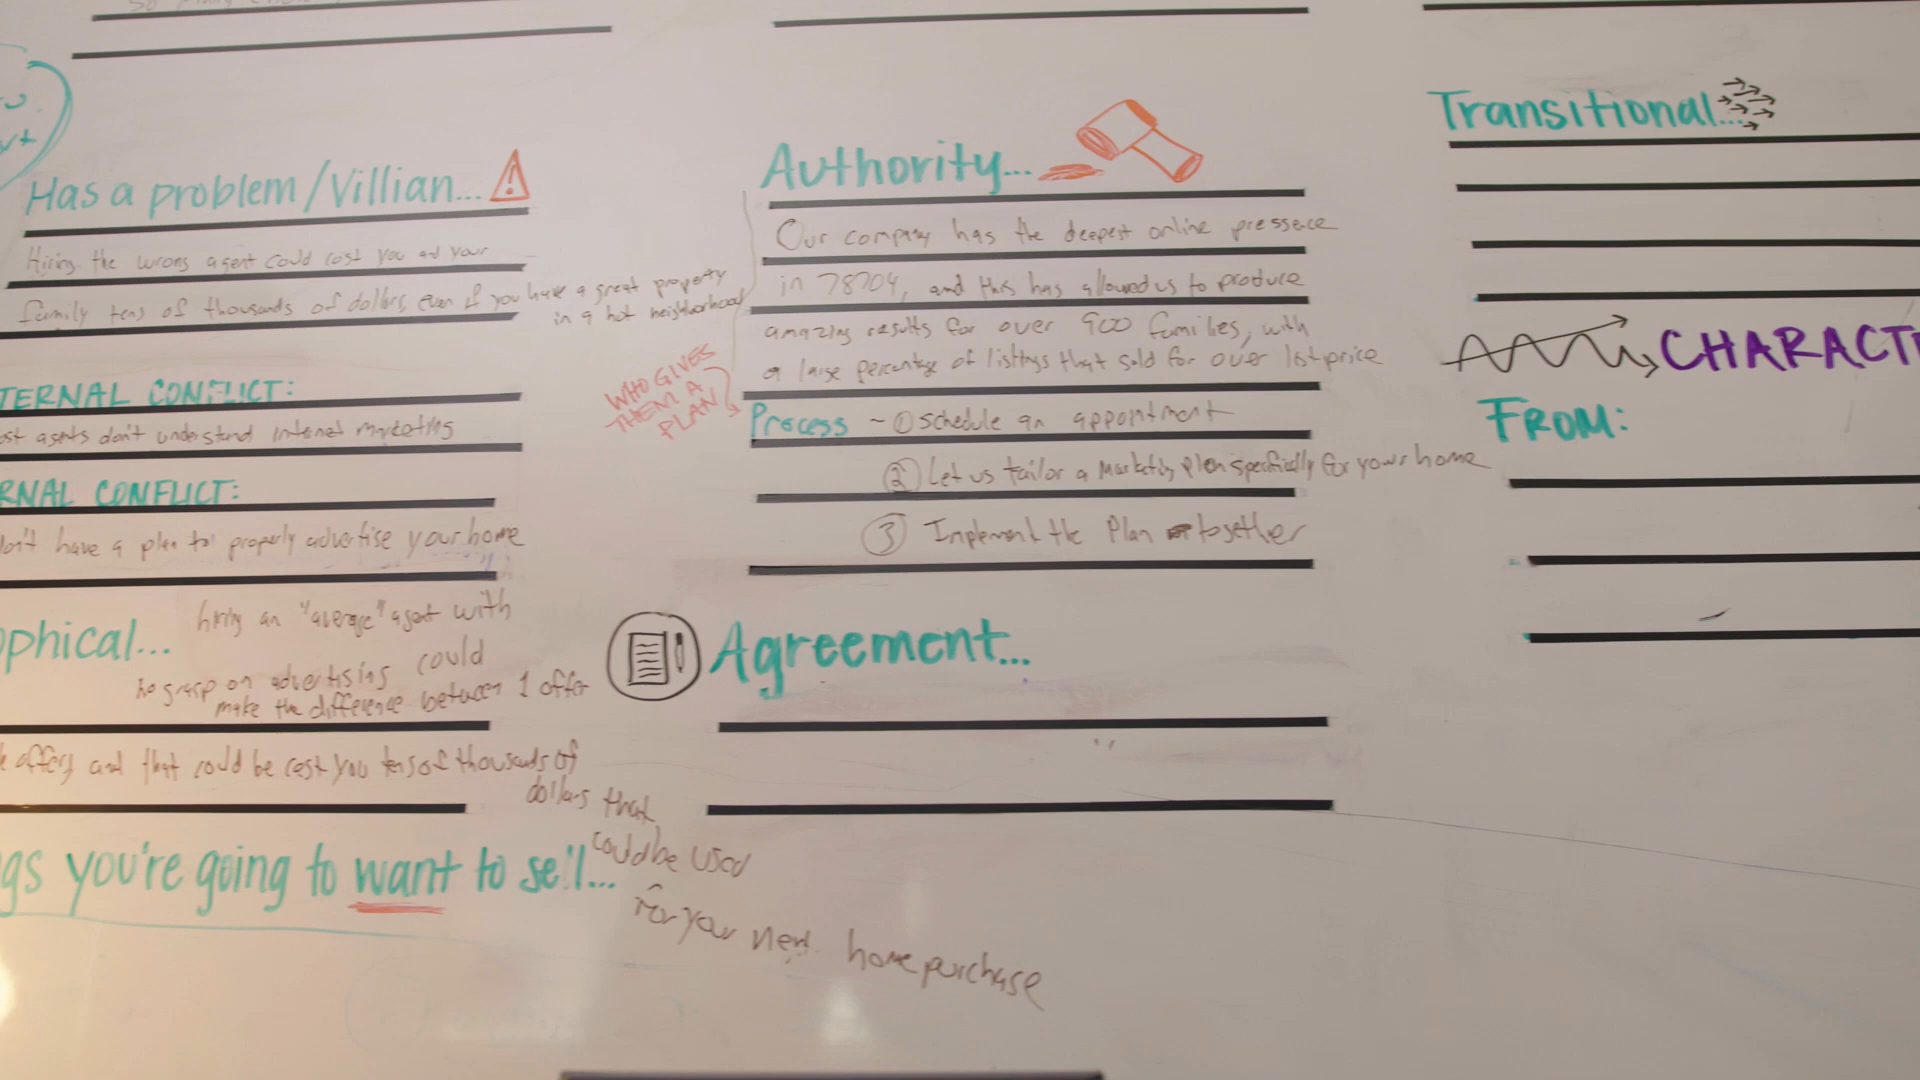 Has a problem/Villian...
Hiring the wrong agent could cost you and your
family tens of thousands of dollars, even if you have a great property
in a hot neighborhood
TERNAL CONFLICT:
ost agents don't understand internet marketing
RNAL CONFLICT:
don't have a plan to properly advertise your home
ophical...
hiring an "average" agent with
no grasp on advertising could
make the difference between 1 offer
offers and that could be cost you tens of thousands of
dollars that
could be used
for your next home purchase
gs you're going to want to sell...
Authority...
Our company has the deepest online pressece
in 78704, and this has allowed us to produce
amazing results for over 900 families, with
a large percentage of listings that sold for over list price
WHO GIVES
THEM A
PLAN
Process ~ ① Schedule an appointment
② Let us tailor a marketing plan specifically for your home
③ Implement the Plan together
Agreement...
Transitional...
CHARACT
FROM: